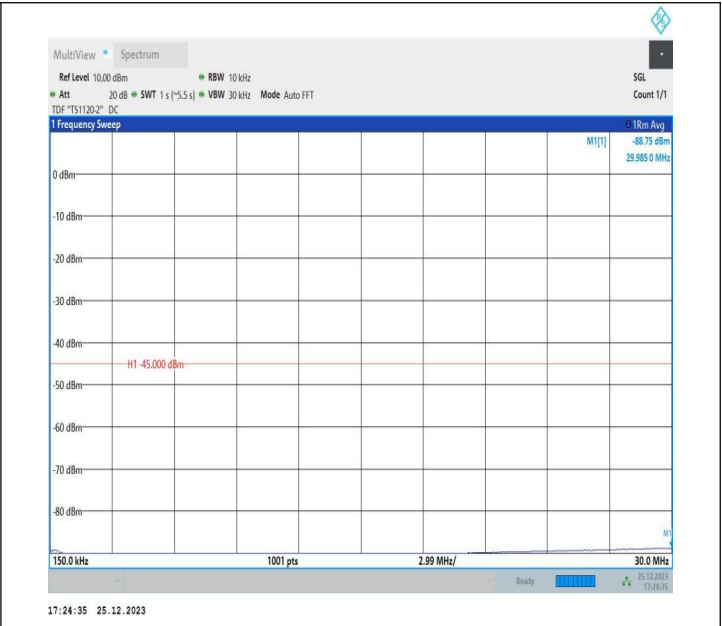 MultiView Spectrum
Ref Level 10.00 dBm RBW 10 kHz SGL
Att 20 dB SWT 1 s (~5.5 s) VBW 30 kHz Mode Auto FFT Count 1/1
TDF "TS1120-2" DC
1 Frequency Sweep 1Rm Avg
M1[1] -88.75 dBm
29.985 0 MHz
0 dBm
-10 dBm
-20 dBm
-30 dBm
-40 dBm
H1 -45.000 dBm
-50 dBm
-60 dBm
-70 dBm
-80 dBm
M1
150.0 kHz 1001 pts 2.99 MHz/ 30.0 MHz
Ready 25.12.2023
17:24:35
17:24:35 25.12.2023